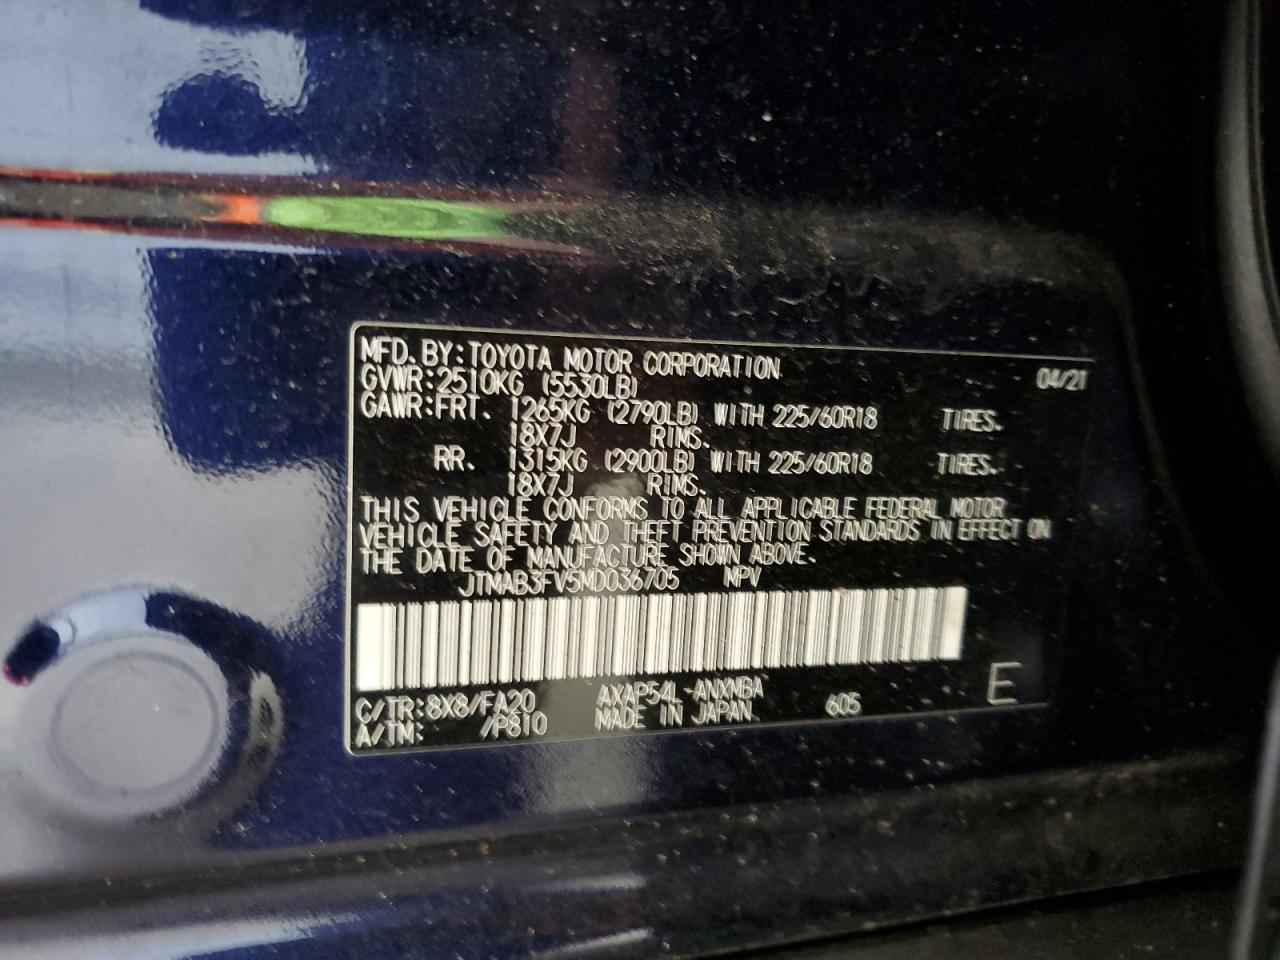 MFD. BY: TOYOTA MOTOR CORPORATION 04/21
GVWR: 2510KG (5530LB)
GAWR: FRT. 1265KG (2790LB) WITH 225/60R18 TIRES.
18X7J RIMS.
RR. 1315KG (2900LB) WITH 225/60R18 TIRES.
18X7J RIMS.
THIS VEHICLE CONFORMS TO ALL APPLICABLE FEDERAL MOTOR
VEHICLE SAFETY AND THEFT PREVENTION STANDARDS IN EFFECT ON
THE DATE OF MANUFACTURE SHOWN ABOVE.
JTMAB3FV5MD036705 MPV
C/TR: 8X8/FA20 AXAP54L-ANXMBA 605 E
A/TM: /P810 MADE IN JAPAN